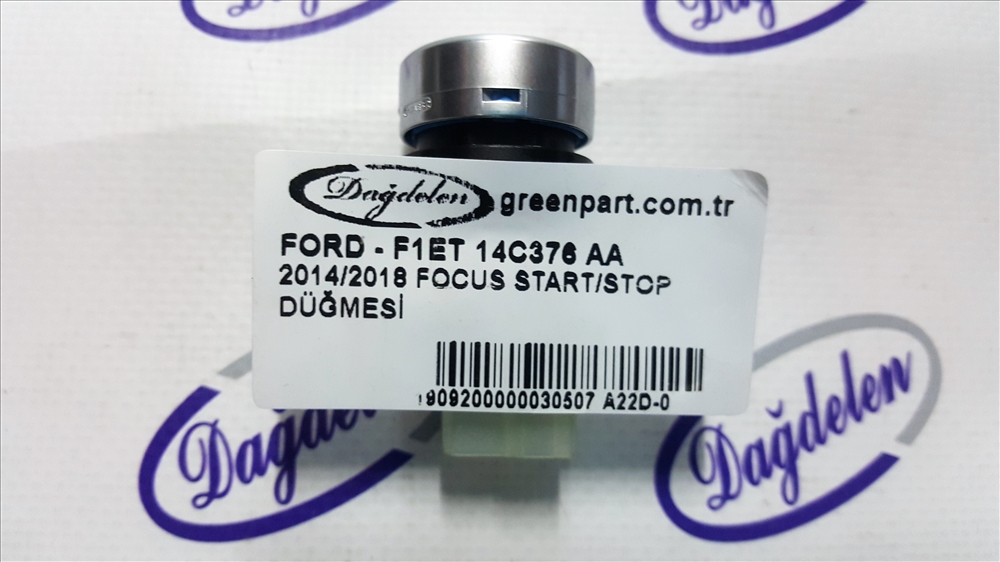 Dağdelen
greenpart.com.tr
FORD - F1ET 14C376 AA
2014/2018 FOCUS START/STOP
DÜĞMESİ
909200000030507 A22D-0
Dağdelen
Dağdelen